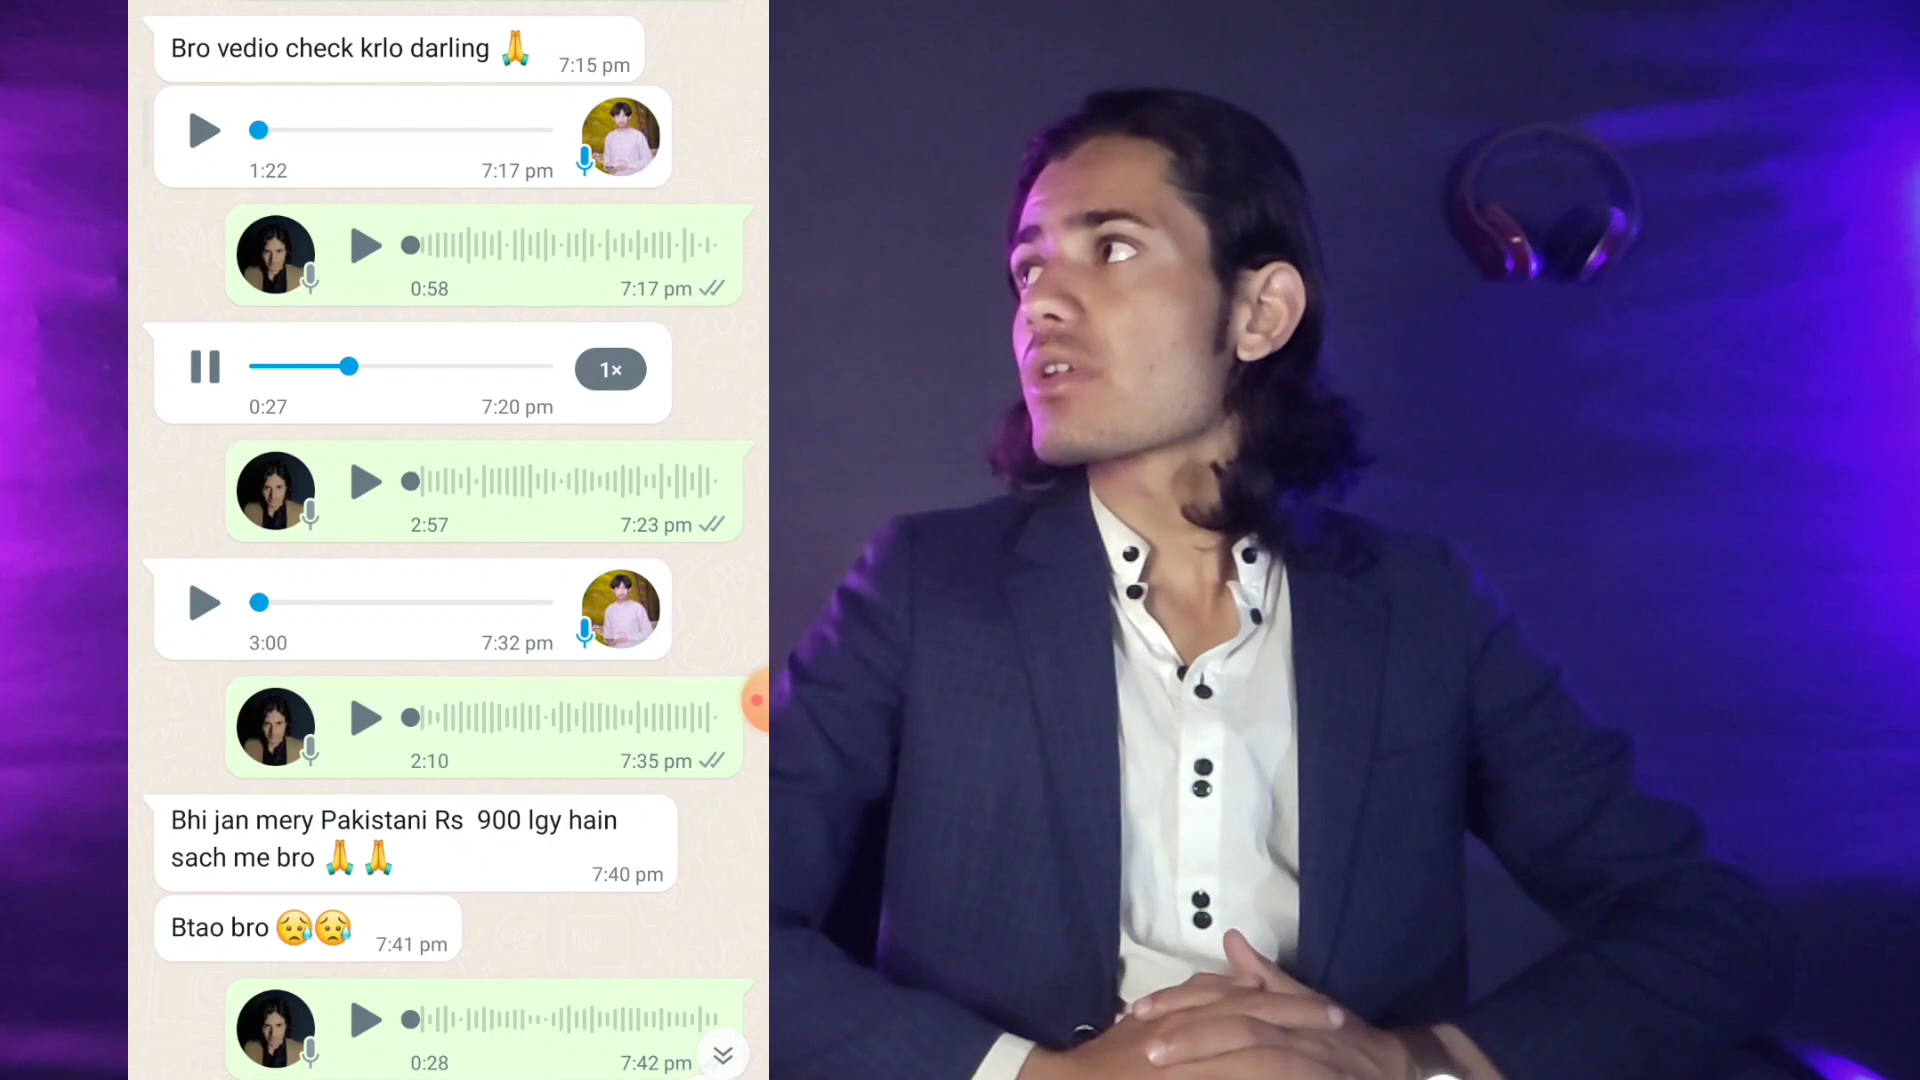 Bro vedio check krlo darling 🙏
7:15 pm
1:22 7:17 pm
0:58 7:17 pm
1×
0:27 7:20 pm
2:57 7:23 pm
3:00 7:32 pm
2:10 7:35 pm
Bhi jan mery Pakistani Rs 900 lgy hain
sach me bro 🙏 🙏
7:40 pm
Btao bro 😥😥
7:41 pm
0:28 7:42 pm